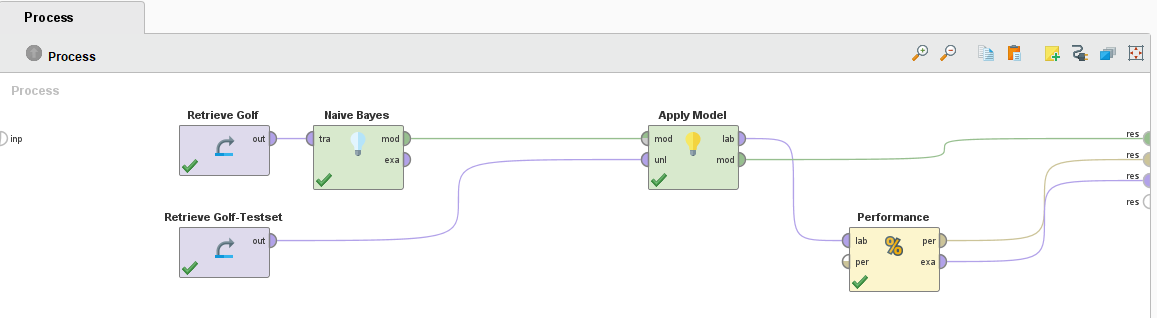 Process
Process
Process
inp
Retrieve Golf
out
Naive Bayes
tra
mod
exa
Apply Model
mod
lab
unl
mod
res
res
res
res
Retrieve Golf-Testset
out
Performance
lab
per
%
per
exa